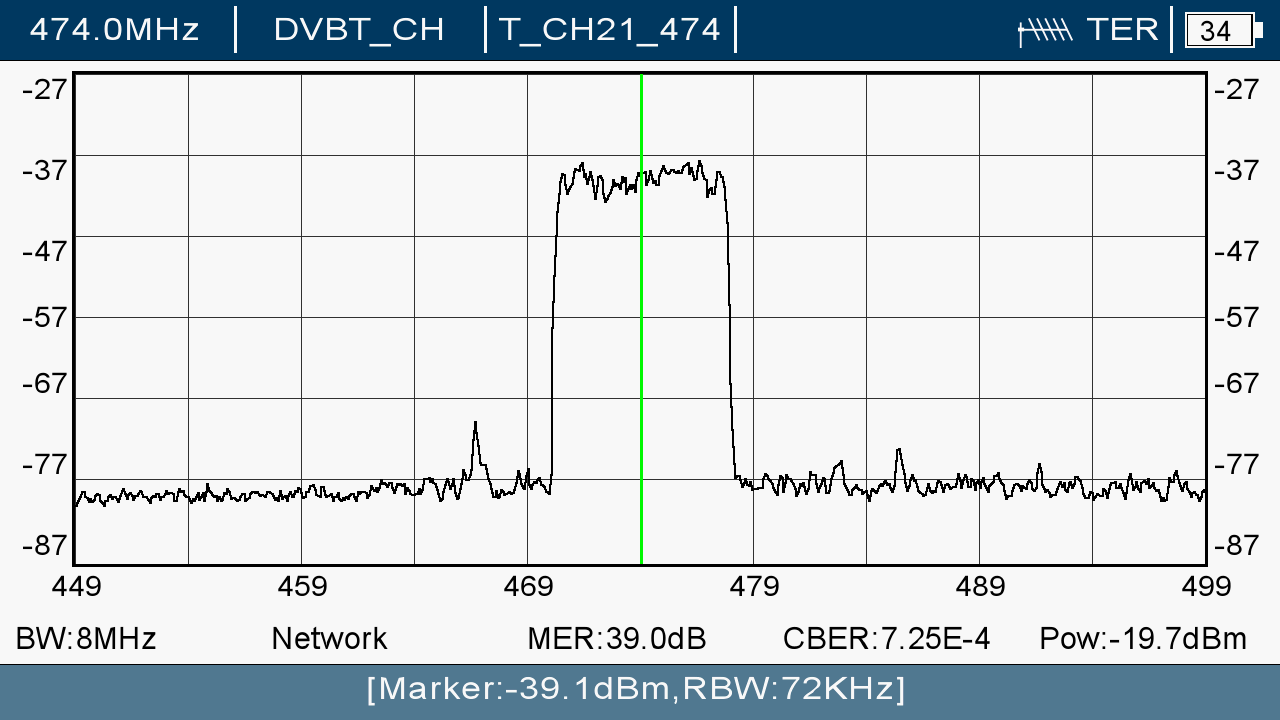 474.0MHz DVBT_CH T_CH21_474 TER 34
-27 -27
-37 -37
-47 -47
-57 -57
-67 -67
-77 -77
-87 -87
449 459 469 479 489 499
BW:8MHz Network MER:39.0dB CBER:7.25E-4 Pow:-19.7dBm
[Marker:-39.1dBm,RBW:72KHz]